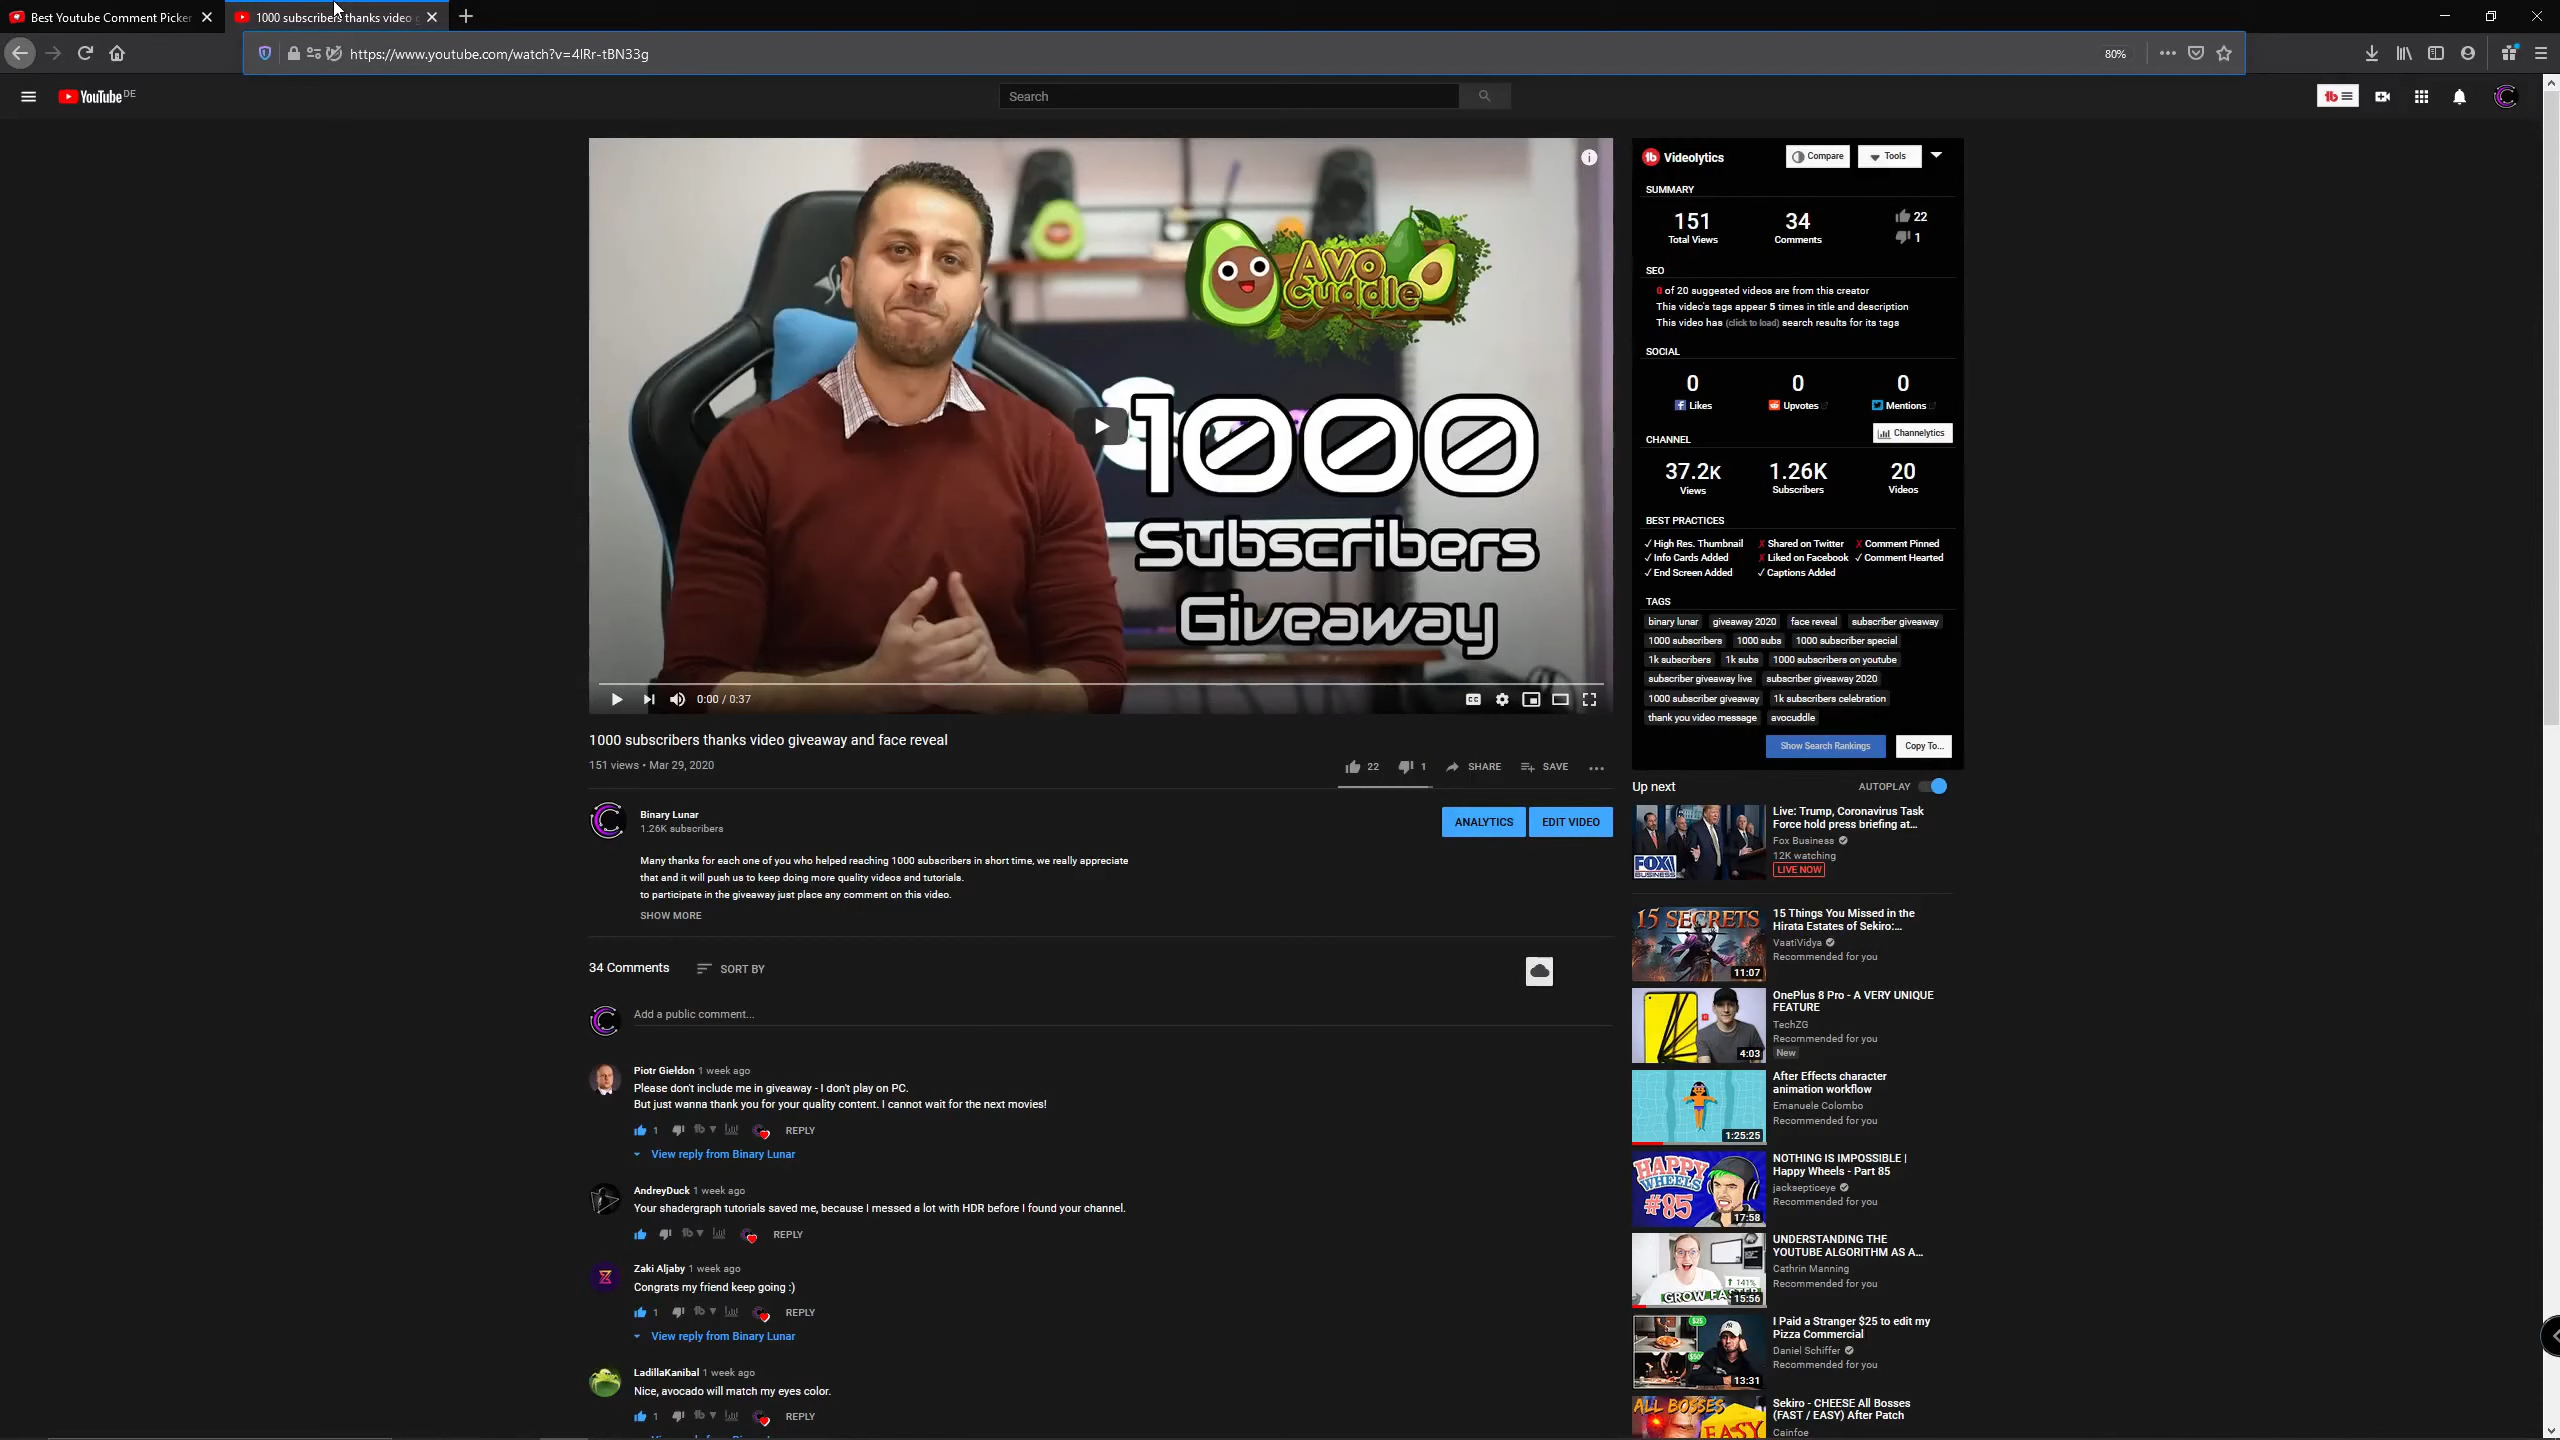 Best Youtube Comment Picker
1000 subscribers thanks video g
https://www.youtube.com/watch?v=4lRr-tBN33g
80%
YouTube DE
Search
Avo
Cuddle
1000
Subscribers
Giveaway
0:00 / 0:37
1000 subscribers thanks video giveaway and face reveal
151 views • Mar 29, 2020
22
1
SHARE
SAVE
Binary Lunar
1.26K subscribers
ANALYTICS
EDIT VIDEO
Many thanks for each one of you who helped reaching 1000 subscribers in short time, we really appreciate
that and it will push us to keep doing more quality videos and tutorials.
to participate in the giveaway just place any comment on this video.
SHOW MORE
34 Comments
SORT BY
Add a public comment...
Piotr Giełdon 1 week ago
Please don't include me in giveaway - I don't play on PC.
But just wanna thank you for your quality content. I cannot wait for the next movies!
1
REPLY
View reply from Binary Lunar
AndreyDuck 1 week ago
Your shadergraph tutorials saved me, because I messed a lot with HDR before I found your channel.
REPLY
Zaki Aljaby 1 week ago
Congrats my friend keep going :)
1
REPLY
View reply from Binary Lunar
LadillaKanibal 1 week ago
Nice, avocado will match my eyes color.
1
REPLY
Videolytics
Compare
Tools
SUMMARY
151
Total Views
34
Comments
22
1
SEO
0 of 20 suggested videos are from this creator
This video's tags appear 5 times in title and description
This video has (click to load) search results for its tags
SOCIAL
0
Likes
0
Upvotes
0
Mentions
CHANNEL
Channelytics
37.2K
Views
1.26K
Subscribers
20
Videos
BEST PRACTICES
✓ High Res. Thumbnail ✗ Shared on Twitter ✗ Comment Pinned
✓ Info Cards Added ✗ Liked on Facebook ✓ Comment Hearted
✓ End Screen Added ✓ Captions Added
TAGS
binary lunar giveaway 2020 face reveal subscriber giveaway
1000 subscribers 1000 subs 1000 subscriber special
1k subscribers 1k subs 1000 subscribers on youtube
subscriber giveaway live subscriber giveaway 2020
1000 subscriber giveaway 1k subscribers celebration
thank you video message avocuddle
Show Search Rankings
Copy To...
Up next
AUTOPLAY
FOX
BUSINESS
Live: Trump, Coronavirus Task
Force hold press briefing at...
Fox Business
12K watching
LIVE NOW
15 SECRETS
11:07
15 Things You Missed in the
Hirata Estates of Sekiro:...
VaatiVidya
Recommended for you
4:03
OnePlus 8 Pro - A VERY UNIQUE
FEATURE
TechZG
Recommended for you
New
1:25:25
After Effects character
animation workflow
Emanuele Colombo
Recommended for you
HAPPY
WHEELS
#85
17:58
NOTHING IS IMPOSSIBLE |
Happy Wheels - Part 85
jacksepticeye
Recommended for you
141%
GROW FASTER
15:56
UNDERSTANDING THE
YOUTUBE ALGORITHM AS A...
Cathrin Manning
Recommended for you
$25
13:31
I Paid a Stranger $25 to edit my
Pizza Commercial
Daniel Schiffer
Recommended for you
ALL BOSSES
EASY
Sekiro - CHEESE All Bosses
(FAST / EASY) After Patch
Cainfoe